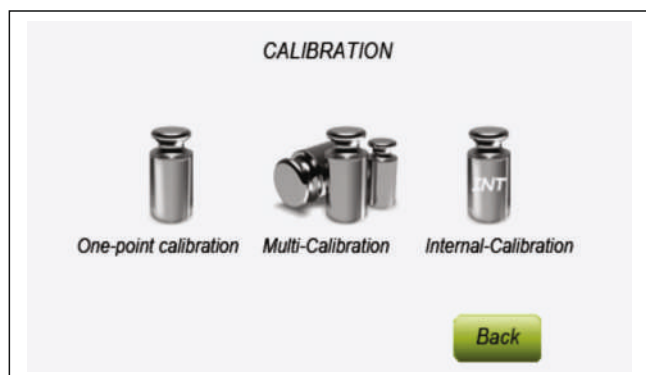 CALIBRATION
INT
One-point calibration Multi-Calibration Internal-Calibration
Back